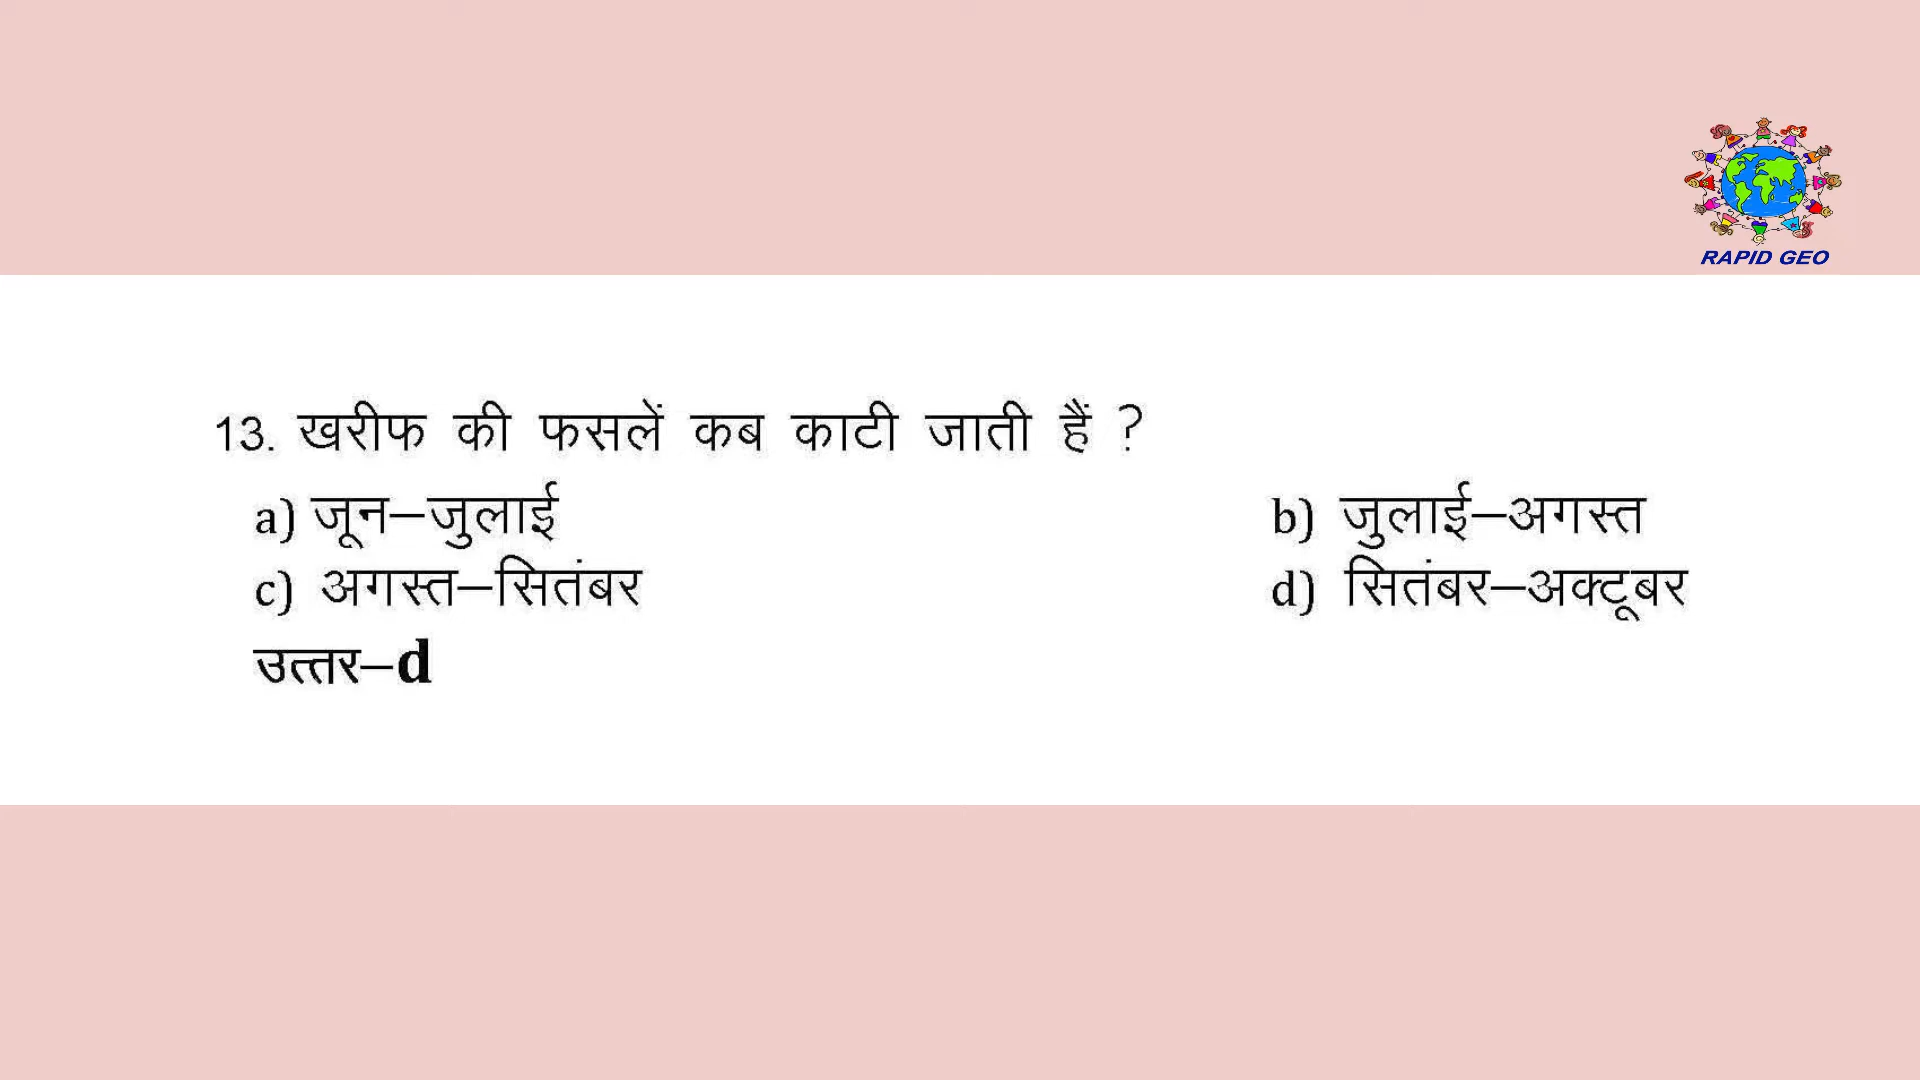 RAPID GEO
13. खरीफ की फसलें कब काटी जाती हैं ?
a) जून–जुलाई b) जुलाई–अगस्त
c) अगस्त–सितंबर d) सितंबर–अक्टूबर
उत्तर–d